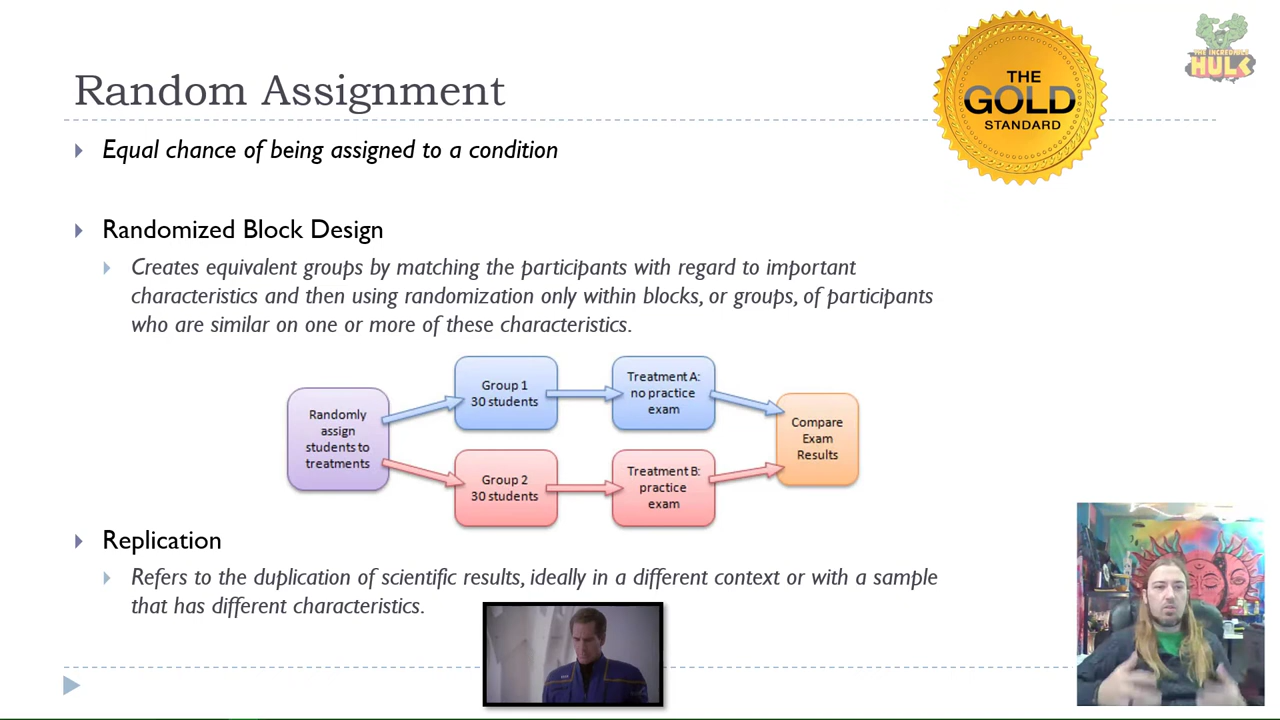 THE
GOLD
STANDARD
THE INCREDIBLE
HULK
Random Assignment
Equal chance of being assigned to a condition
Randomized Block Design
Creates equivalent groups by matching the participants with regard to important
characteristics and then using randomization only within blocks, or groups, of participants
who are similar on one or more of these characteristics.
Randomly
assign
students to
treatments
Group 1
30 students
Treatment A:
no practice
exam
Group 2
30 students
Treatment B:
practice
exam
Compare
Exam
Results
Replication
Refers to the duplication of scientific results, ideally in a different context or with a sample
that has different characteristics.